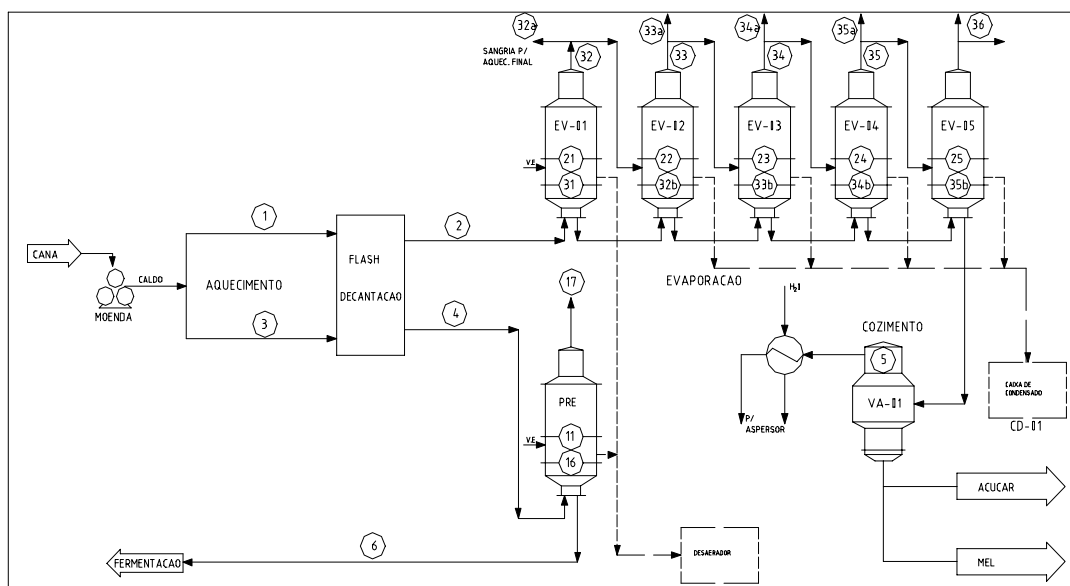 32a
33a
34a
35a
36
SANGRIA P/
AQUEC. FINAL
32
33
34
35
EV-01
EV-02
EV-03
EV-04
EV-05
V.E
21
22
23
24
25
31
32b
33b
34b
35b
1
2
CANA
CALDO
MOENDA
AQUECIMENTO
FLASH
DECANTACAO
3
4
17
EVAPORACAO
H₂O
COZIMENTO
5
VA-01
P/
ASPERSOR
CAIXA DE
CONDENSADO
CD-01
PRE
V.E
11
16
ACUCAR
MEL
6
FERMENTACAO
DESAERADOR